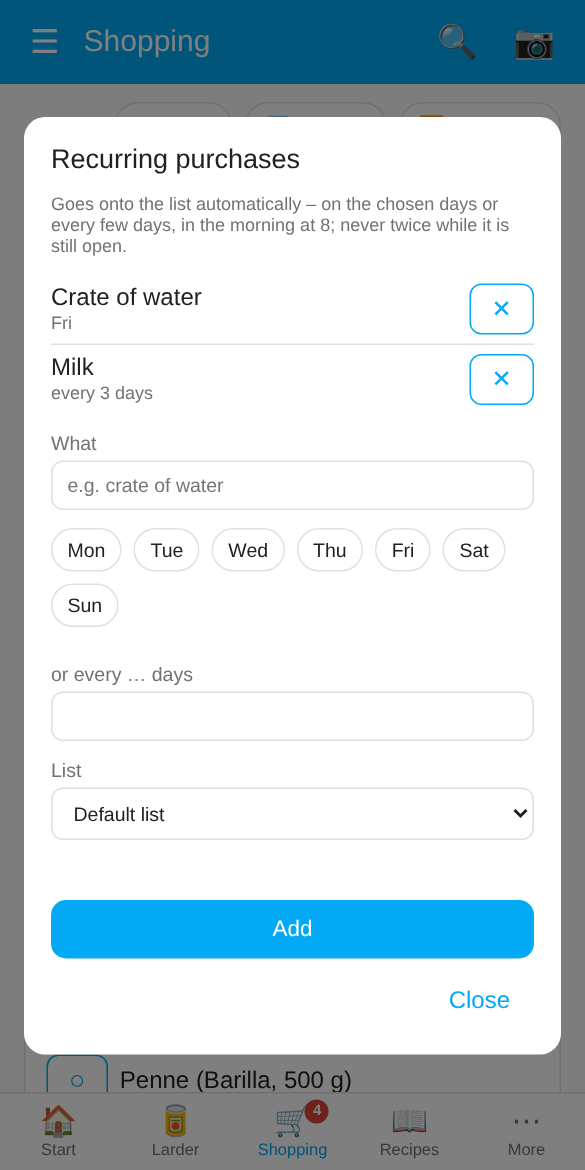 Shopping
Recurring purchases
Goes onto the list automatically – on the chosen days or
every few days, in the morning at 8; never twice while it is
still open.
Crate of water
Fri
Milk
every 3 days
What
e.g. crate of water
Mon Tue Wed Thu Fri Sat
Sun
or every … days
List
Default list
Add
Close
Penne (Barilla, 500 g)
4
Start Larder Shopping Recipes More